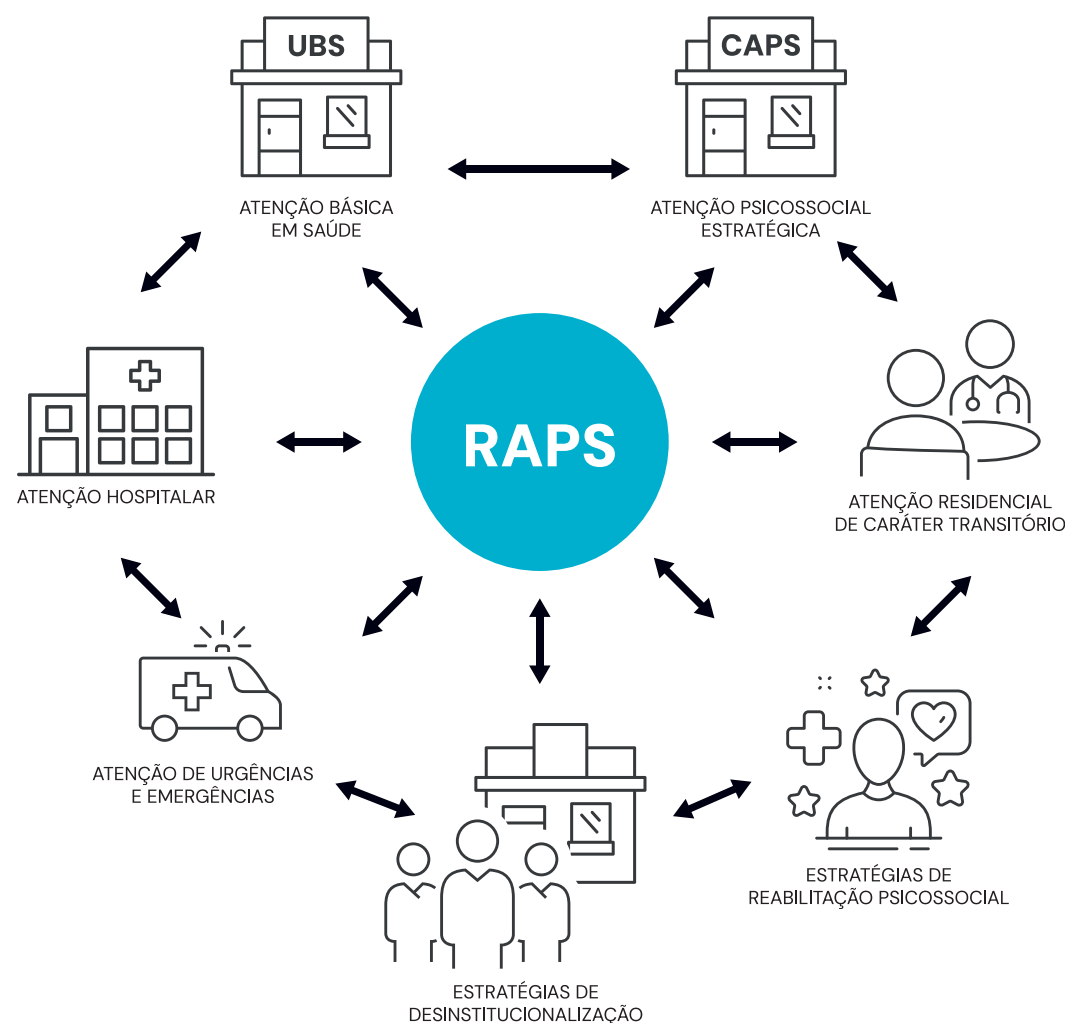 UBS
CAPS
ATENÇÃO BÁSICA
EM SAÚDE
ATENÇÃO PSICOSSOCIAL
ESTRATÉGICA
RAPS
ATENÇÃO HOSPITALAR
ATENÇÃO RESIDENCIAL
DE CARÁTER TRANSITÓRIO
ATENÇÃO DE URGÊNCIAS
E EMERGÊNCIAS
ESTRATÉGIAS DE
REABILITAÇÃO PSICOSSOCIAL
ESTRATÉGIAS DE
DESINSTITUCIONALIZAÇÃO